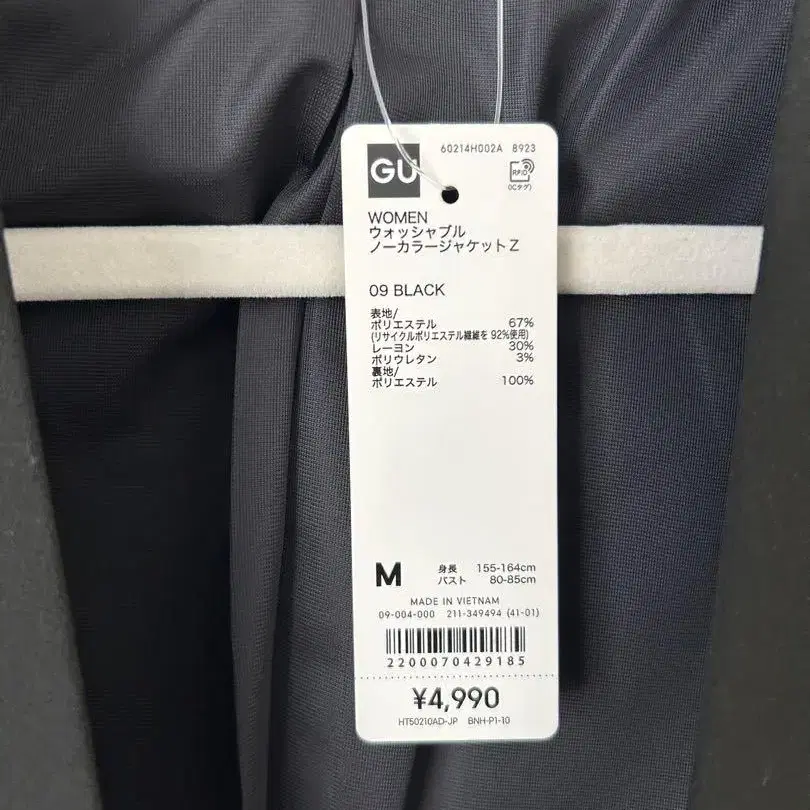 GU
60214H002A 8923
RFID
(ICタグ)
WOMEN
ウォッシャブル
ノーカラージャケットZ
09 BLACK
表地/
ポリエステル 67%
(リサイクルポリエステル繊維を 92%使用)
レーヨン 30%
ポリウレタン 3%
裏地/
ポリエステル 100%
M 身長 155-164cm
バスト 80-85cm
MADE IN VIETNAM
09-004-000 211-349494 (41-01)
2200070429185
¥4,990
HT50210AD-JP BNH-P1-10